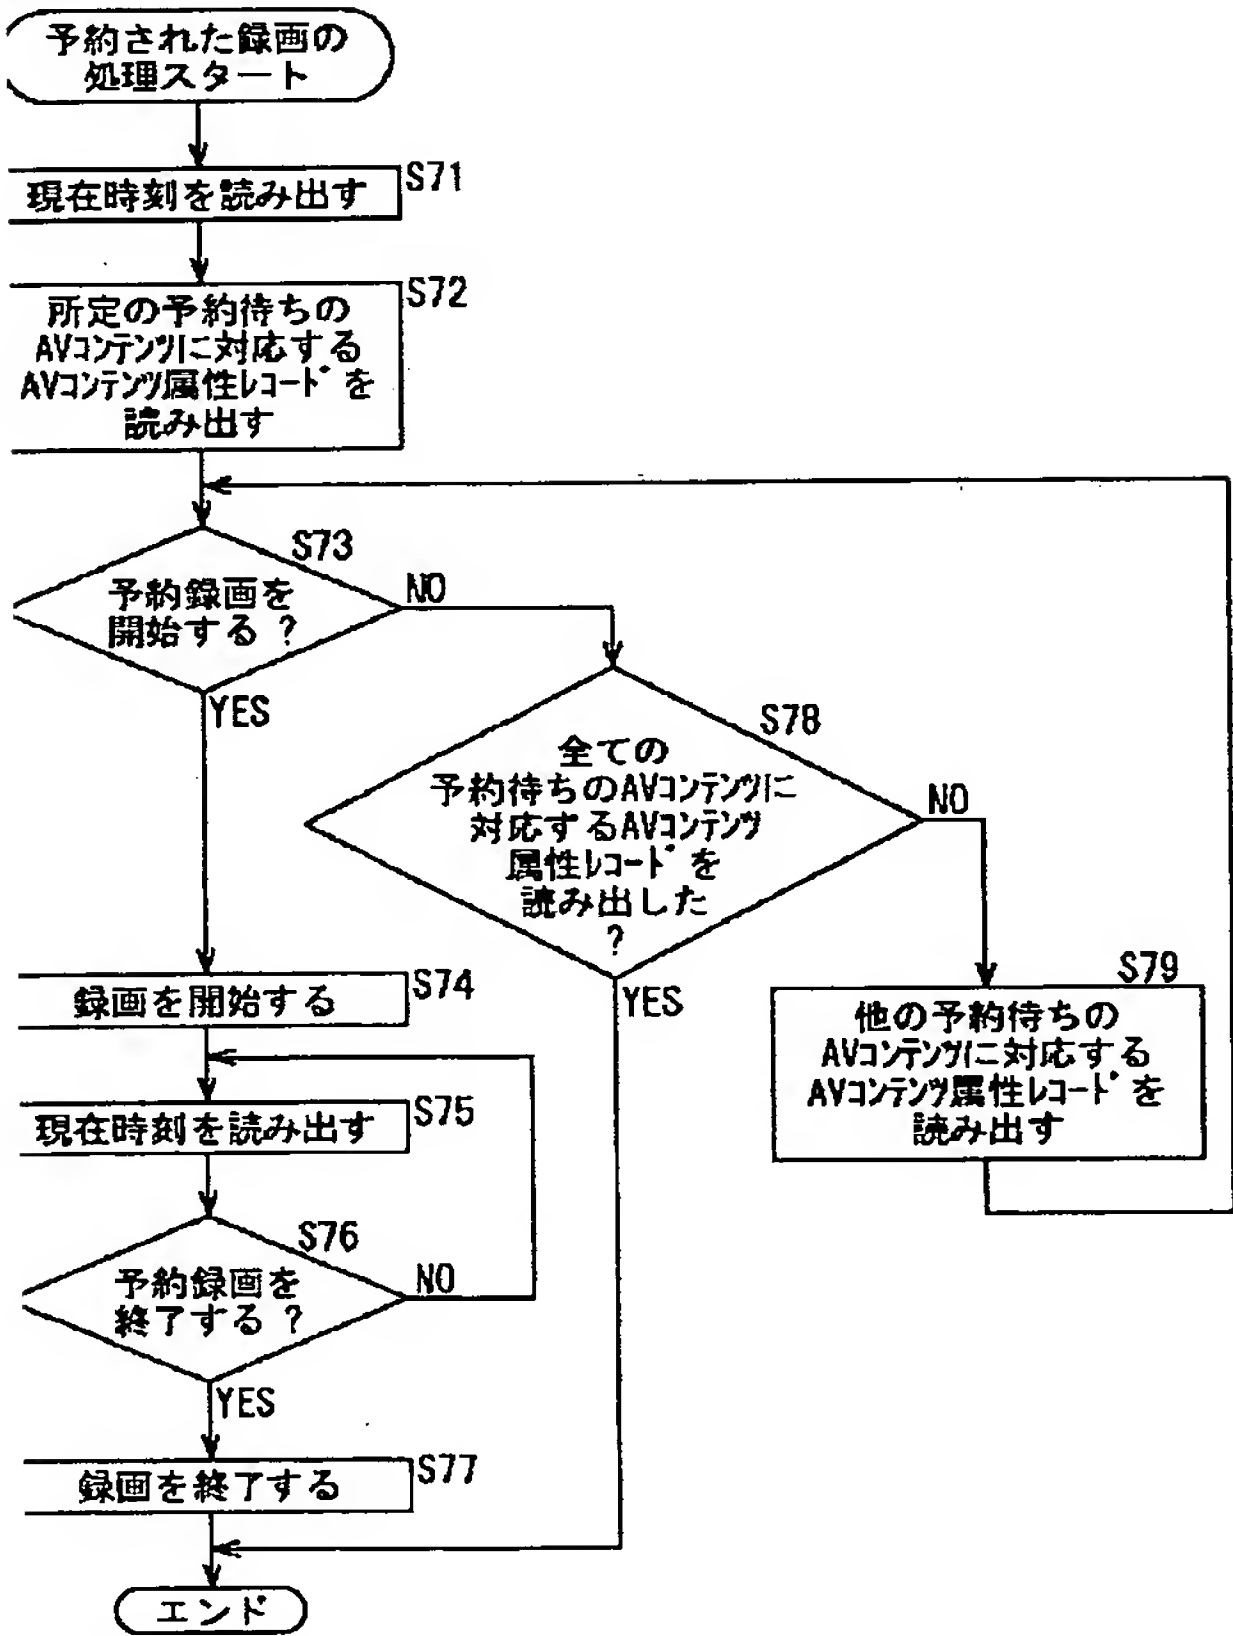 予約された録画の
処理スタート
現在時刻を読み出す
S71
所定の予約待ちの
AVコンテンツに対応する
AVコンテンツ属性レコードを
読み出す
S72
S73
予約録画を
開始する?
NO
YES
S78
全ての
予約待ちのAVコンテンツに
対応するAVコンテンツ
属性レコードを
読み出した
?
NO
YES
S79
他の予約待ちの
AVコンテンツに対応する
AVコンテンツ属性レコードを
読み出す
録画を開始する
S74
現在時刻を読み出す
S75
S76
予約録画を
終了する?
NO
YES
録画を終了する
S77
エンド